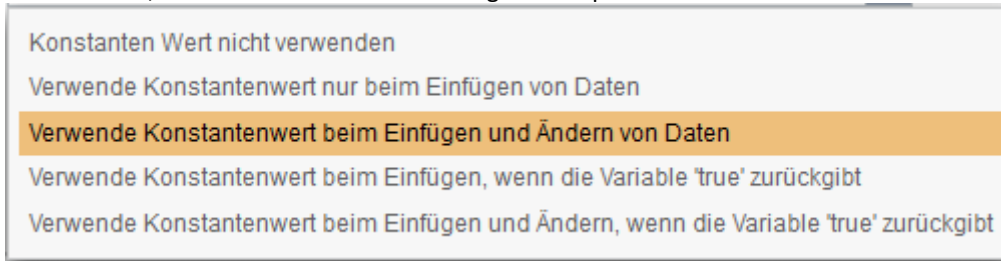 Konstanten Wert nicht verwenden
Verwende Konstantenwert nur beim Einfügen von Daten
Verwende Konstantenwert beim Einfügen und Ändern von Daten
Verwende Konstantenwert beim Einfügen, wenn die Variable 'true' zurückgibt
Verwende Konstantenwert beim Einfügen und Ändern, wenn die Variable 'true' zurückgibt